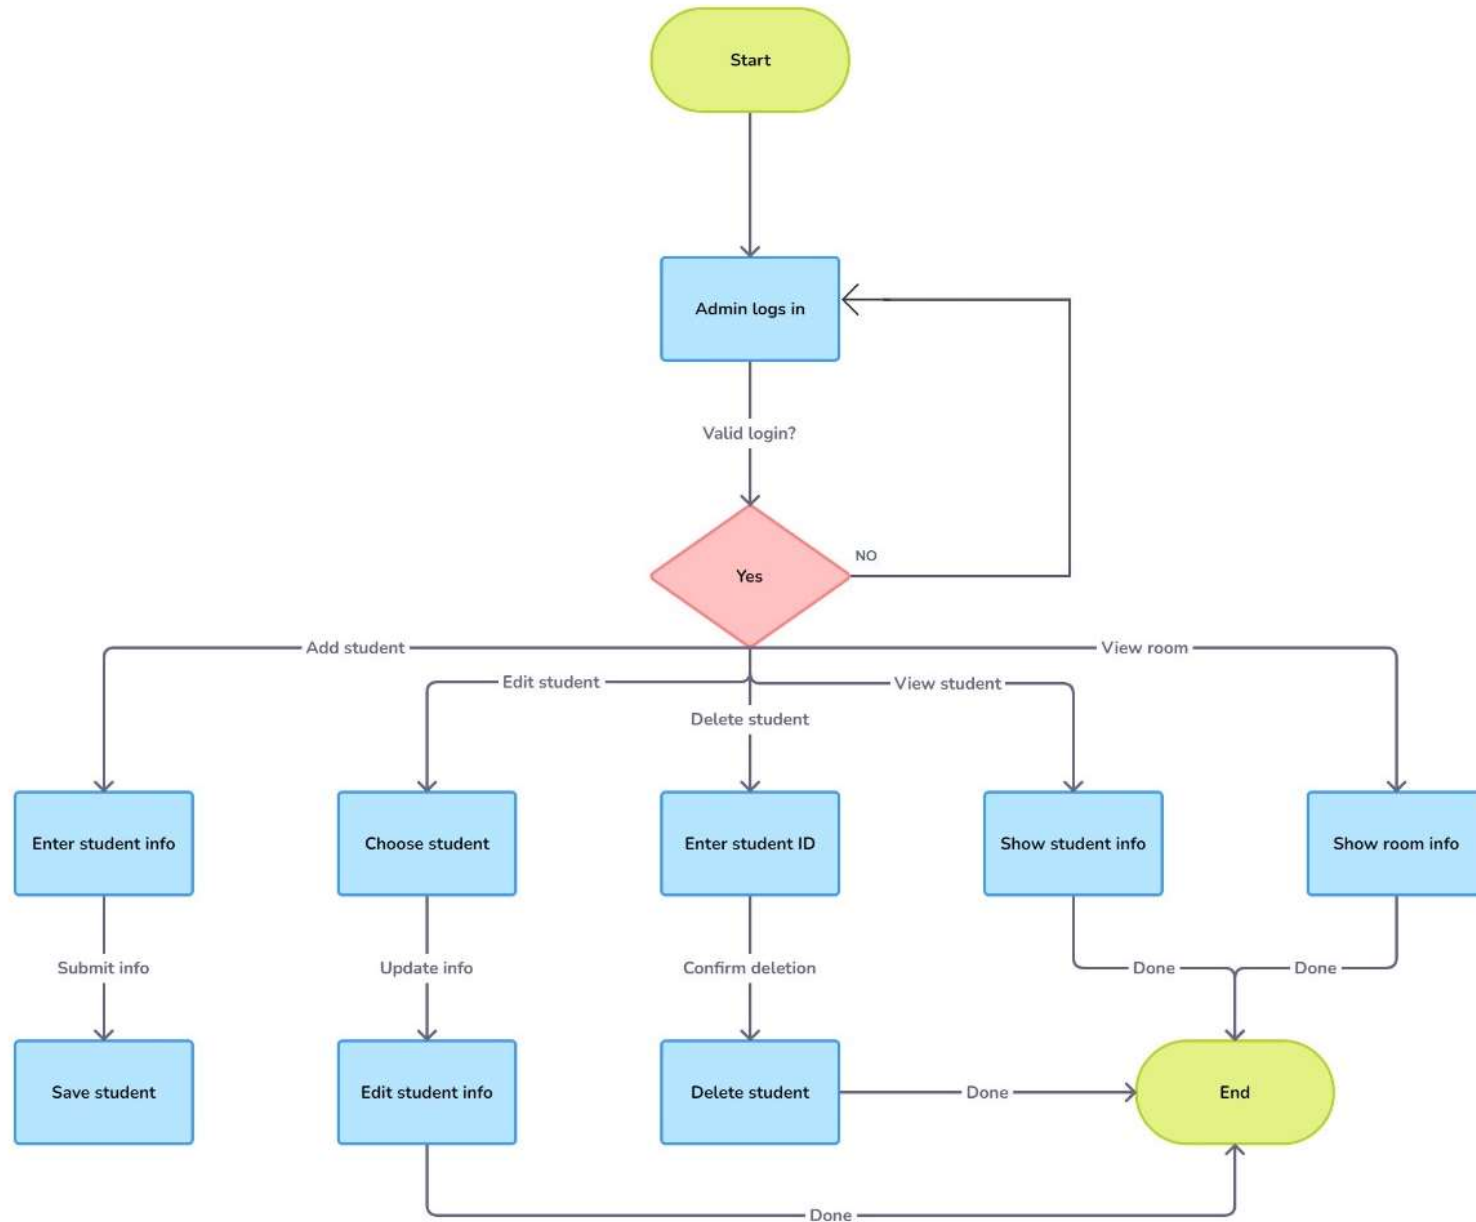 Start
Admin logs in
Valid login?
Yes
NO
Add student
View room
Edit student
View student
Delete student
Enter student info
Choose student
Enter student ID
Show student info
Show room info
Submit info
Update info
Confirm deletion
Done
Done
Save student
Edit student info
Delete student
Done
End
Done